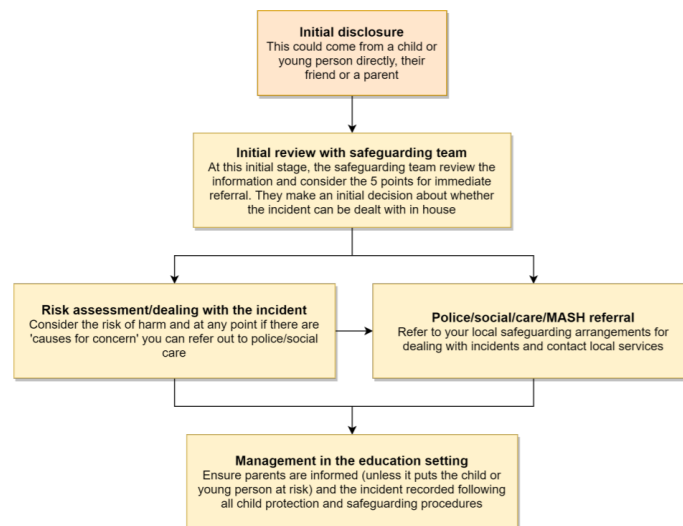 Initial disclosure
This could come from a child or
young person directly, their
friend or a parent
Initial review with safeguarding team
At this initial stage, the safeguarding team review the
information and consider the 5 points for immediate
referral. They make an initial decision about whether
the incident can be dealt with in house
Risk assessment/dealing with the incident
Consider the risk of harm and at any point if there are
'causes for concern' you can refer out to police/social
care
Police/social/care/MASH referral
Refer to your local safeguarding arrangements for
dealing with incidents and contact local services
Management in the education setting
Ensure parents are informed (unless it puts the child or
young person at risk) and the incident recorded following
all child protection and safeguarding procedures